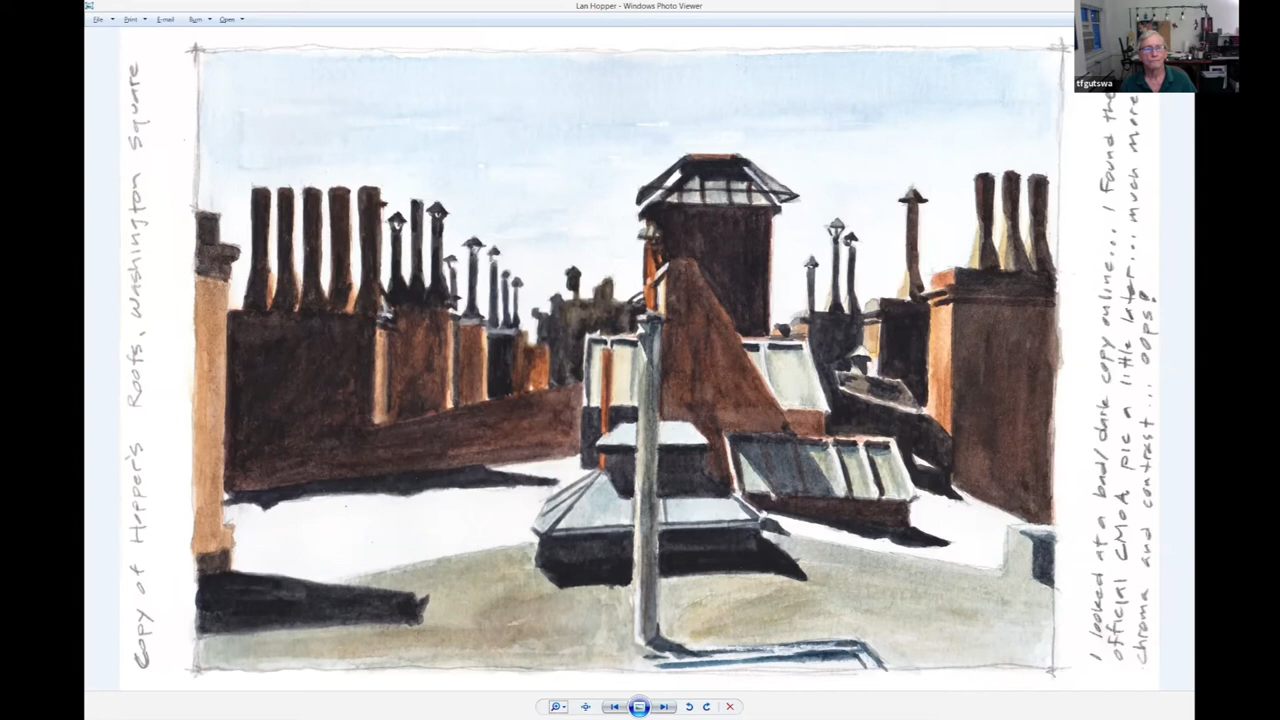 Lan Hopper - Windows Photo Viewer
File Print E-mail Burn Open
tfgutswa
Copy of Hopper's Roofs, Washington Square
I looked at a bad/dark copy online... I found the
official CMoA pic a little later... much more
chroma and contrast... oops!